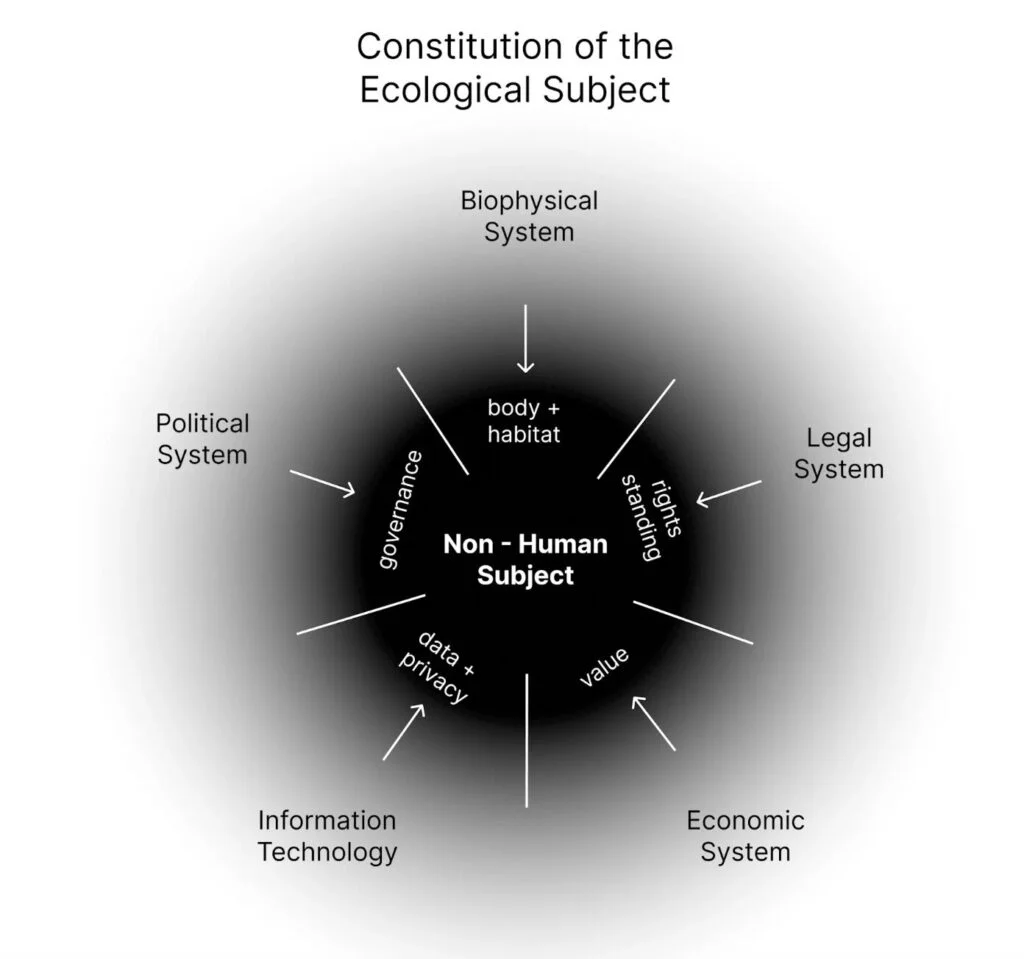 Constitution of the
Ecological Subject
Biophysical
System
body +
habitat
Political
System
governance
Legal
System
rights
standing
Non - Human
Subject
data +
privacy
value
Information
Technology
Economic
System